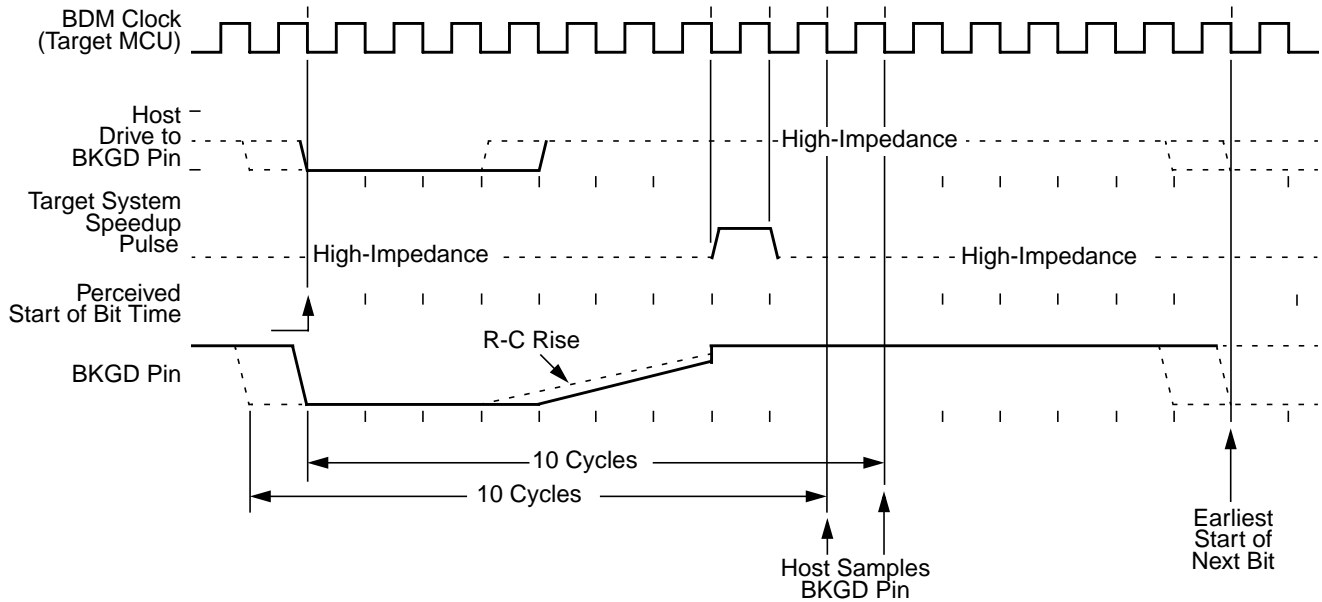 BDM Clock
(Target MCU)
Host
Drive to
BKGD Pin
High-Impedance
Target System
Speedup
Pulse
High-Impedance
High-Impedance
Perceived
Start of Bit Time
R-C Rise
BKGD Pin
10 Cycles
10 Cycles
Earliest
Start of
Next Bit
Host Samples
BKGD Pin